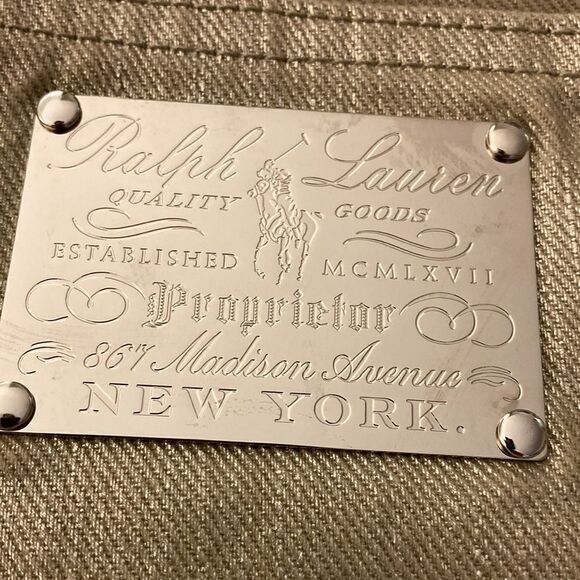 Ralph Lauren
QUALITY GOODS
ESTABLISHED MCMLXVII
Proprietor
867 Madison Avenue
NEW YORK.